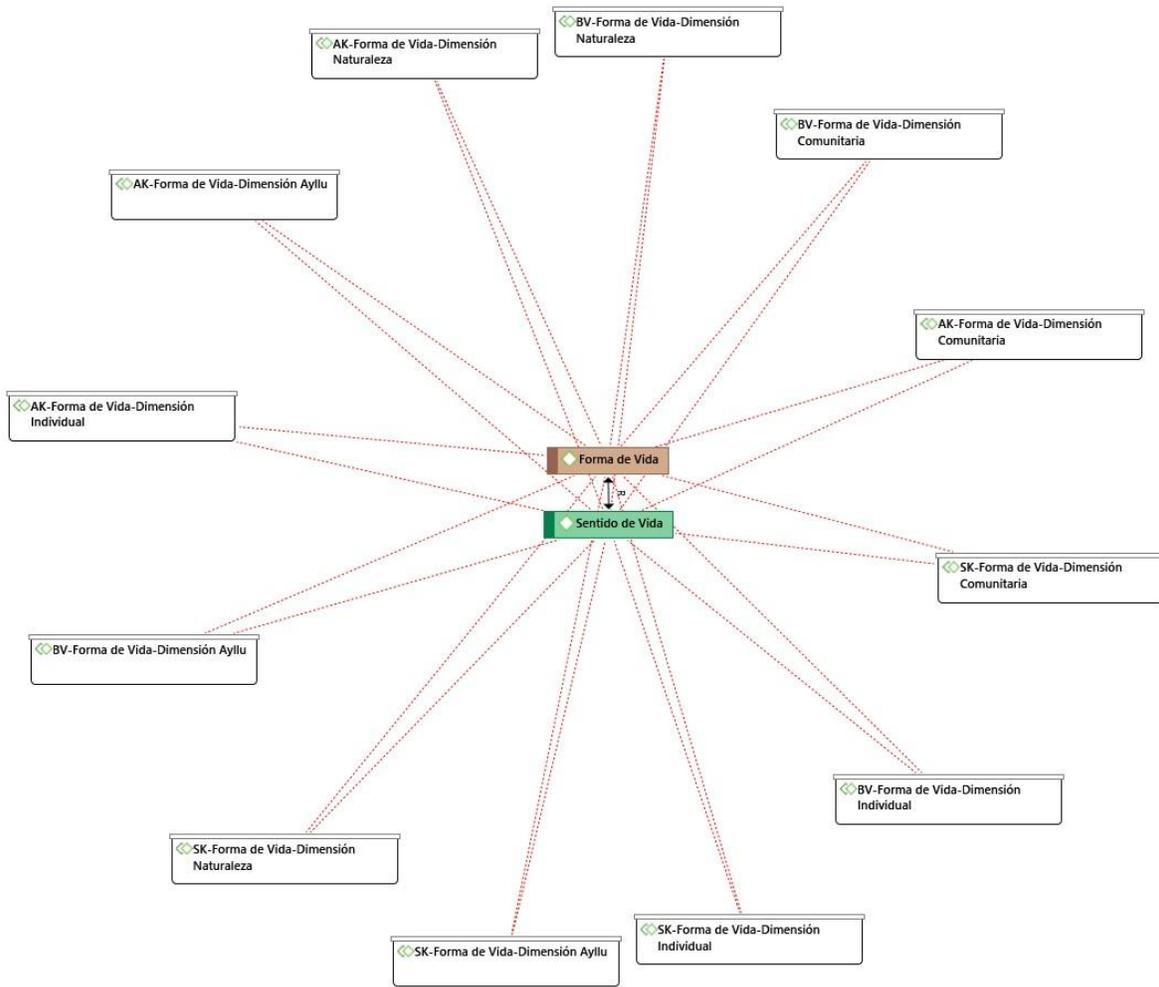 BV-Forma de Vida-Dimensión
Naturaleza
AK-Forma de Vida-Dimensión
Naturaleza
BV-Forma de Vida-Dimensión
Comunitaria
AK-Forma de Vida-Dimensión Ayllu
AK-Forma de Vida-Dimensión
Comunitaria
AK-Forma de Vida-Dimensión
Individual
Forma de Vida
R
Sentido de Vida
SK-Forma de Vida-Dimensión
Comunitaria
BV-Forma de Vida-Dimensión Ayllu
BV-Forma de Vida-Dimensión
Individual
SK-Forma de Vida-Dimensión
Naturaleza
SK-Forma de Vida-Dimensión
Individual
SK-Forma de Vida-Dimensión Ayllu